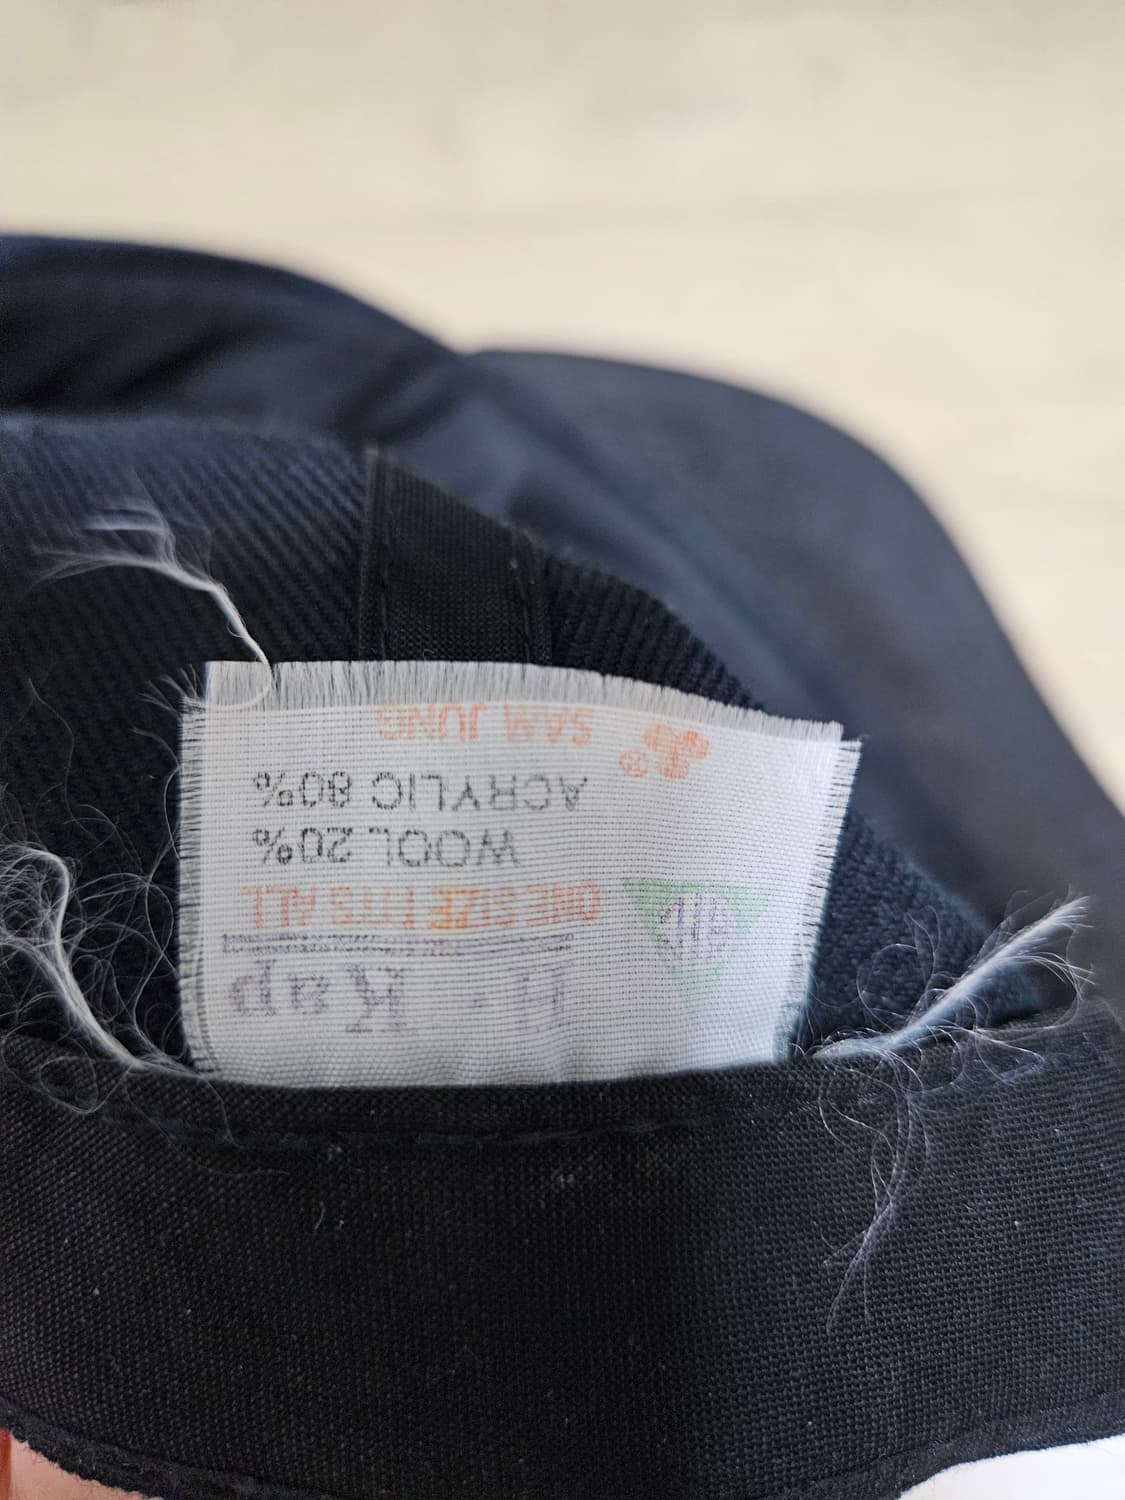 Kap
ONE SIZE FITS ALL
WOOL 20%
ACRYLIC 80%
SAM JUNG